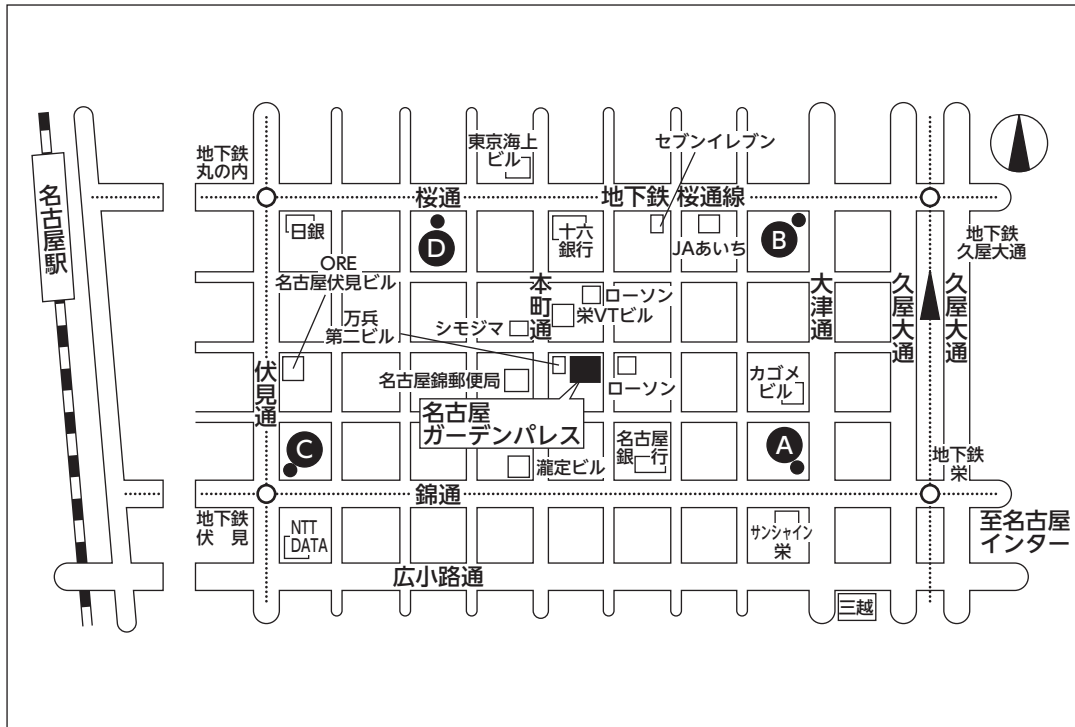 東京海上
ビル
セブンイレブン
地下鉄
丸の内
名古屋駅
桜通
地下鉄 桜通線
日銀
D
十六
銀行
JAあいち
B
地下鉄
久屋大通
ORE
名古屋伏見ビル
本町通
ローソン
栄VTビル
大津通
久屋大通
久屋大通
万兵
第二ビル
シモジマ
伏見通
名古屋錦郵便局
ローソン
カゴメ
ビル
名古屋
ガーデンパレス
C
名古屋
銀行
A
瀧定ビル
地下鉄
栄
錦通
地下鉄
伏見
NTT
DATA
サンシャイン
栄
至名古屋
インター
広小路通
三越